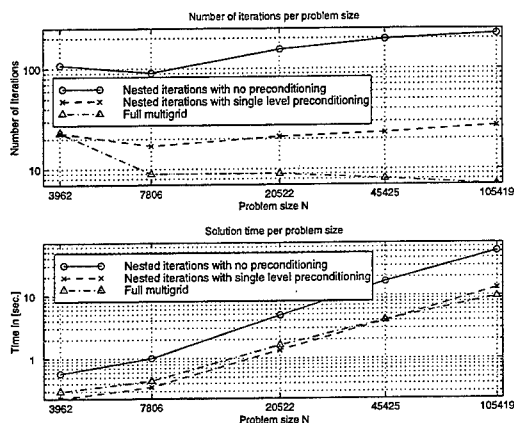 Number of iterations per problem size
Number of iterations
100
10
Nested iterations with no preconditioning
Nested iterations with single level preconditioning
Full multigrid
3962 7806 20522 45425 105419
Problem size N
Solution time per problem size
Time in [sec.]
10
1
Nested iterations with no preconditioning
Nested iterations with single level preconditioning
Full multigrid
3962 7806 20522 45425 105419
Problem size N